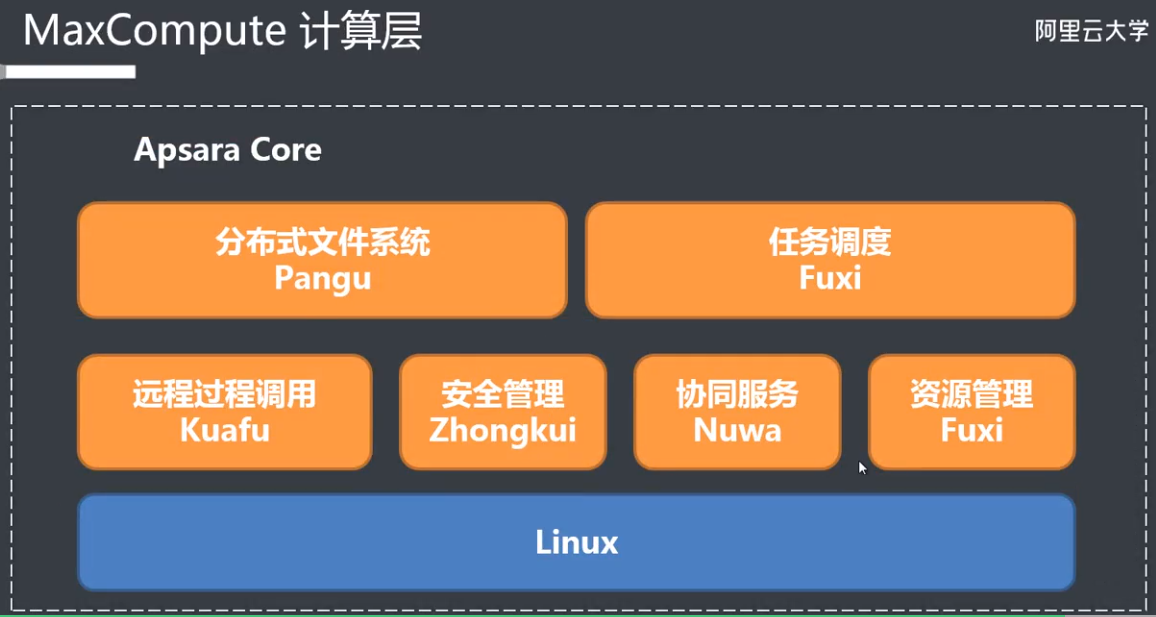 MaxCompute 计算层
阿里云大学
Apsara Core
分布式文件系统
Pangu
任务调度
Fuxi
远程过程调用
Kuafu
安全管理
Zhongkui
协同服务
Nuwa
资源管理
Fuxi
Linux